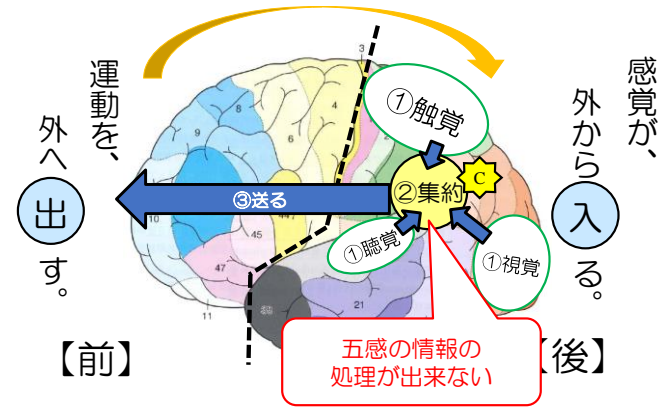 感覚が、
外から入る。
運動を、
外へ出す。
①触覚
②集約
C
③送る
①聴覚
①視覚
五感の情報の
処理が出来ない
【前】
【後】
3
8
4
9
6
2
10
45
44
47
11
38
21